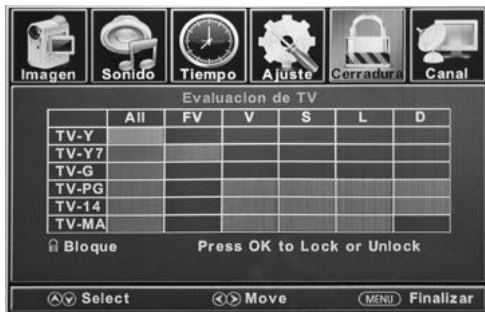 Imagen Sonido Tiempo Ajuste Cerradura Canal
Evaluacion de TV
All FV V S L D
TV-Y
TV-Y7
TV-G
TV-PG
TV-14
TV-MA
Bloque Press OK to Lock or Unlock
Select Move MENU Finalizar